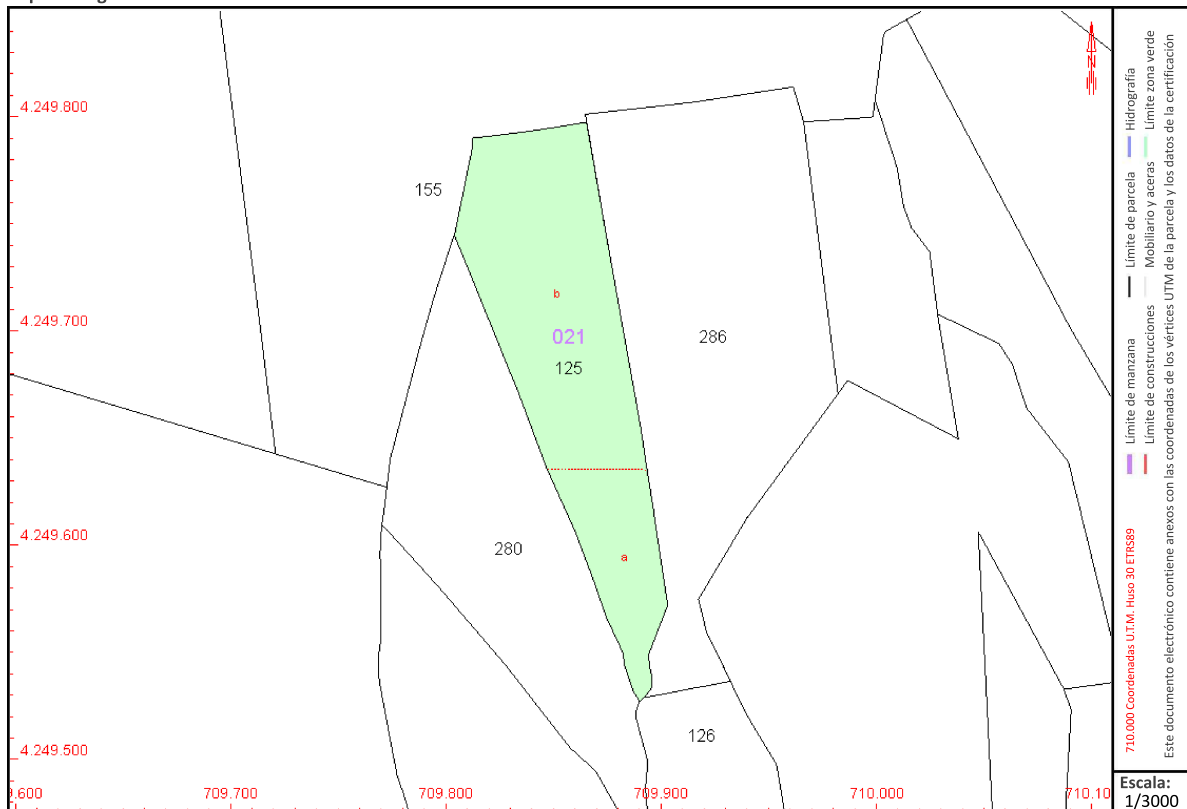 4.249.800
155
b
4.249.700
021
286
125
4.249.600
280
a
4.249.500
126
709.700
709.800
709.900
710.000
N
Límite de manzana
Límite de parcela
Hidrografía
Límite de construcciones
Mobiliario y aceras
Límite zona verde
710.000 Coordenadas U.T.M. Huso 30 ETRS89
Este documento electrónico contiene anexos con las coordenadas de los vértices UTM de la parcela y los datos de la certificación
Escala:
1/3000